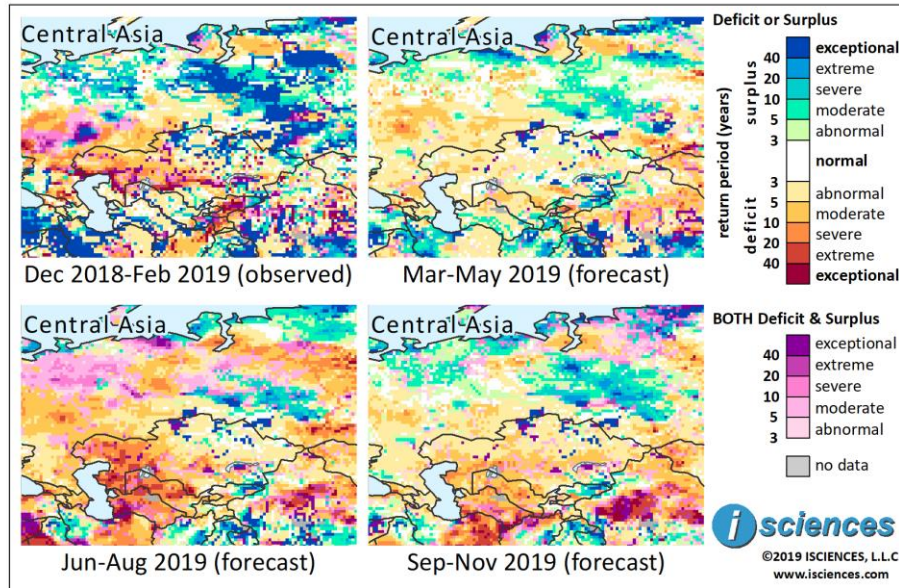 Central Asia
Dec 2018-Feb 2019 (observed)
Central Asia
Mar-May 2019 (forecast)
Central Asia
Jun-Aug 2019 (forecast)
Central Asia
Sep-Nov 2019 (forecast)
Deficit or Surplus
return period (years)
deficit
surplus
40
20
10
5
3
3
5
10
20
40
exceptional
extreme
severe
moderate
abnormal
normal
abnormal
moderate
severe
extreme
exceptional
BOTH Deficit & Surplus
40
20
10
5
3
exceptional
extreme
severe
moderate
abnormal
no data
i sciences
©2019 ISCIENCES, L.L.C
www.isciences.com